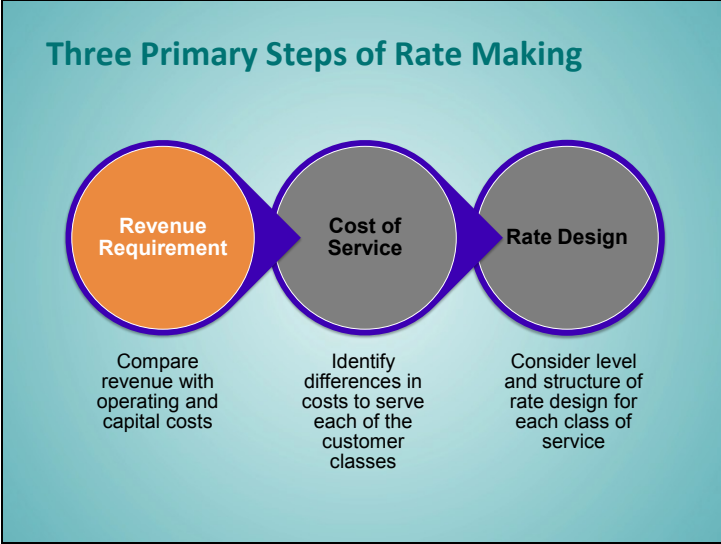 Three Primary Steps of Rate Making
Revenue
Requirement
Cost of
Service
Rate Design
Compare
revenue with
operating and
capital costs
Identify
differences in
costs to serve
each of the
customer
classes
Consider level
and structure of
rate design for
each class of
service